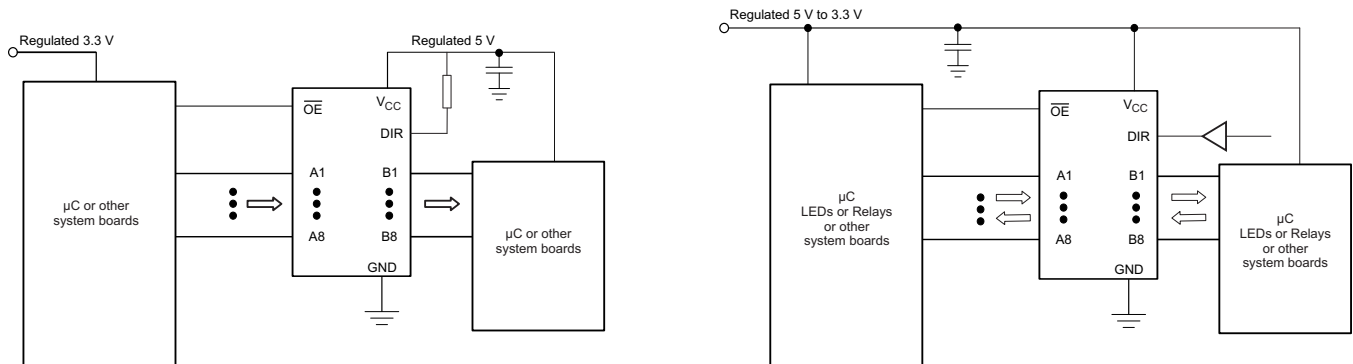 Regulated 3.3 V
Regulated 5 V
OE
VCC
DIR
A1
B1
A8
B8
GND
µC or other
system boards
µC or other
system boards
Regulated 5 V to 3.3 V
OE
VCC
DIR
A1
B1
A8
B8
GND
µC
LEDs or Relays
or other
system boards
µC
LEDs or Relays
or other
system boards